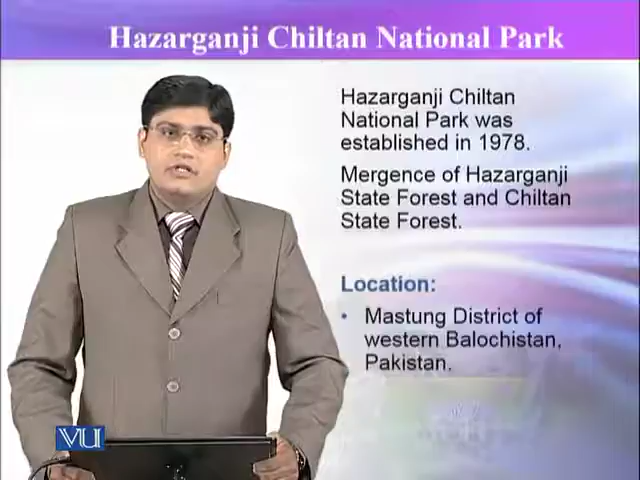 Hazarganji Chiltan National Park
Hazarganji Chiltan
National Park was
established in 1978.
Mergence of Hazarganji
State Forest and Chiltan
State Forest.
Location:
• Mastung District of
western Balochistan,
Pakistan.
VU